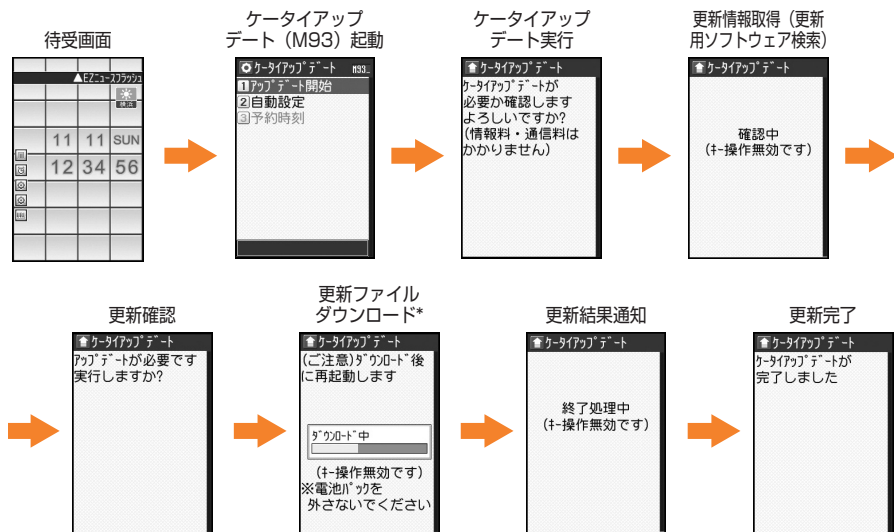 待受画面
▲EZニュースフラッシュ
横浜
11 11 SUN
12 34 56
ケータイアップ
デート（M93）起動
ケータイアップデート M93_
1アップデート開始
2自動設定
3予約時刻
ケータイアップ
デート実行
ケータイアップデート
ケータイアップデートが
必要か確認します
よろしいですか?
(情報料・通信料は
かかりません)
更新情報取得（更新
用ソフトウェア検索）
ケータイアップデート
確認中
(キー操作無効です)
更新確認
ケータイアップデート
アップデートが必要です
実行しますか?
更新ファイル
ダウンロード*
ケータイアップデート
(ご注意)ダウンロード後
に再起動します
ダウンロード中
(キー操作無効です)
※電池パックを
外さないでください
更新結果通知
ケータイアップデート
終了処理中
(キー操作無効です)
更新完了
ケータイアップデート
ケータイアップデートが
完了しました